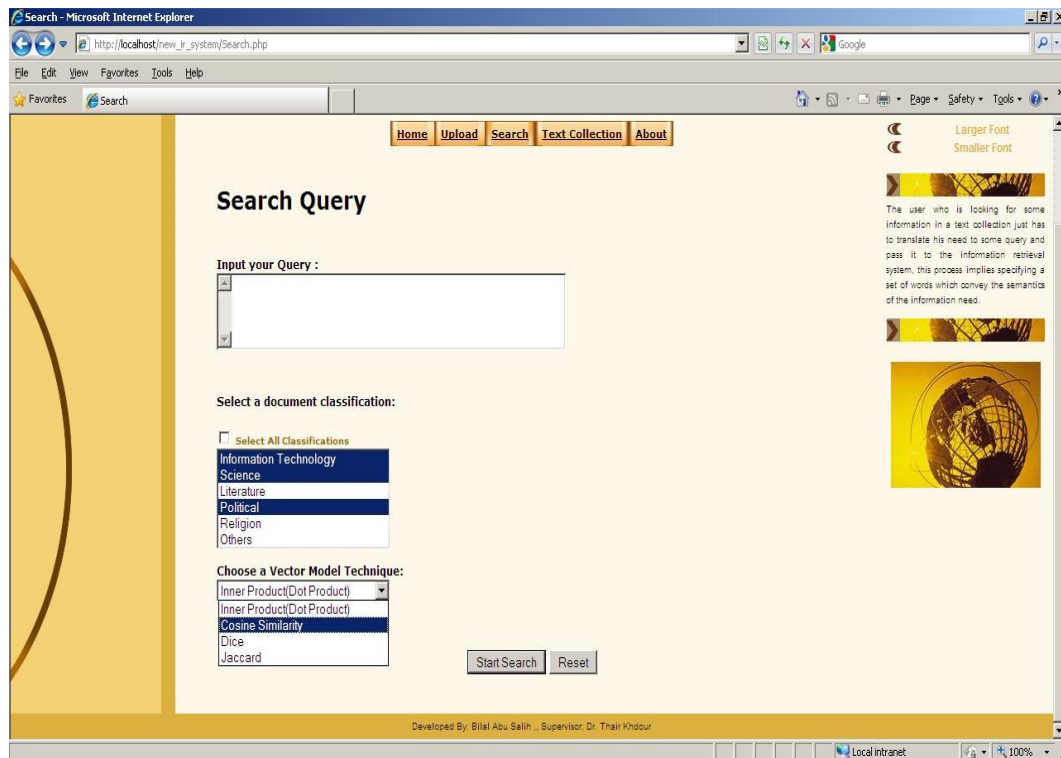 Search - Microsoft Internet Explorer
http://localhost/new_ir_system/Search.php
Google
File Edit View Favorites Tools Help
Favorites Search
Page Safety Tools
Home Upload Search Text Collection About
Larger Font
Smaller Font
Search Query
The user who is looking for some
information in a text collection just has
to translate his need to some query and
pass it to the information retrieval
system, this process implies specifying a
set of words which convey the semantics
of the information need.
Input your Query :
Select a document classification:
Select All Classifications
Information Technology
Science
Literature
Political
Religion
Others
Choose a Vector Model Technique:
Inner Product(Dot Product)
Inner Product(Dot Product)
Cosine Similarity
Dice
Jaccard
Start Search Reset
Developed By: Bilal Abu Salih ,, Supervisor: Dr. Thair Khdour
Local intranet 100%